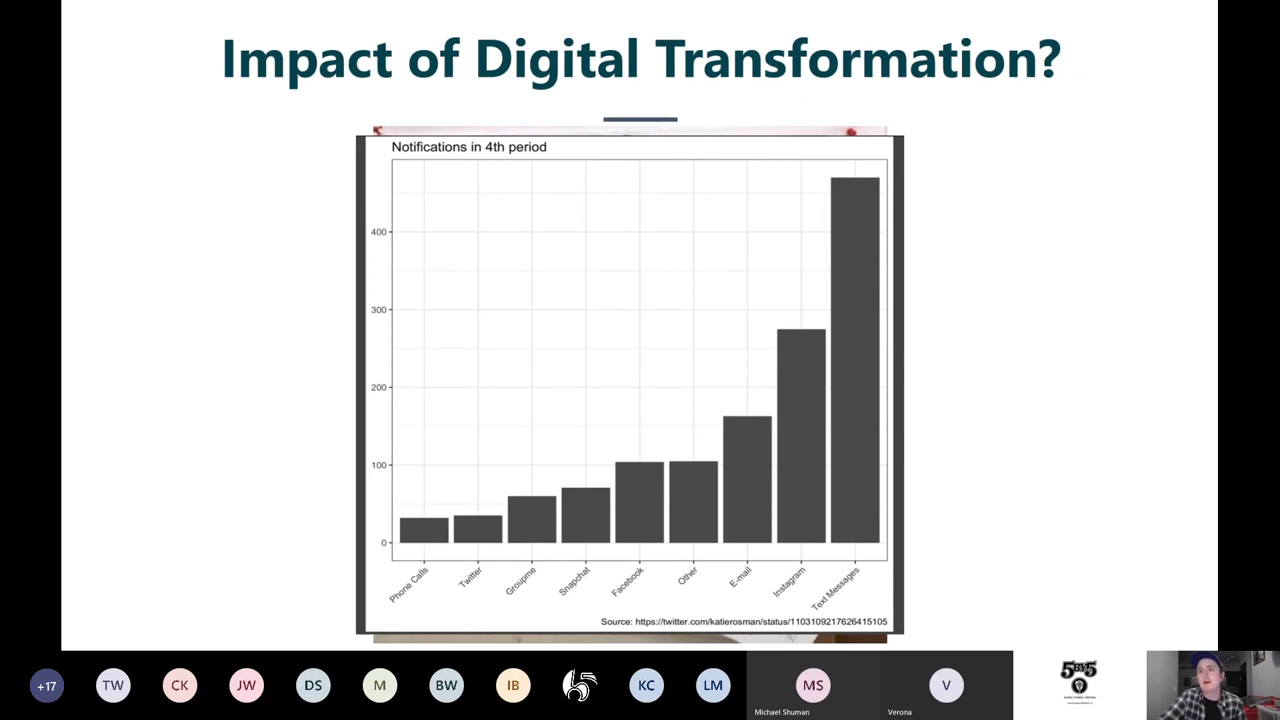 Impact of Digital Transformation?
Notifications in 4th period
400
300
200
100
0
Phone Calls
Twitter
Groupme
Snapchat
Facebook
Other
E-mail
Instagram
Text Messages
Source: https://twitter.com/katierosman/status/1103109217626415105
+17
TW
CK
JW
DS
M
BW
IB
KC
LM
MS
Michael Shuman
V
Verona
5BY5